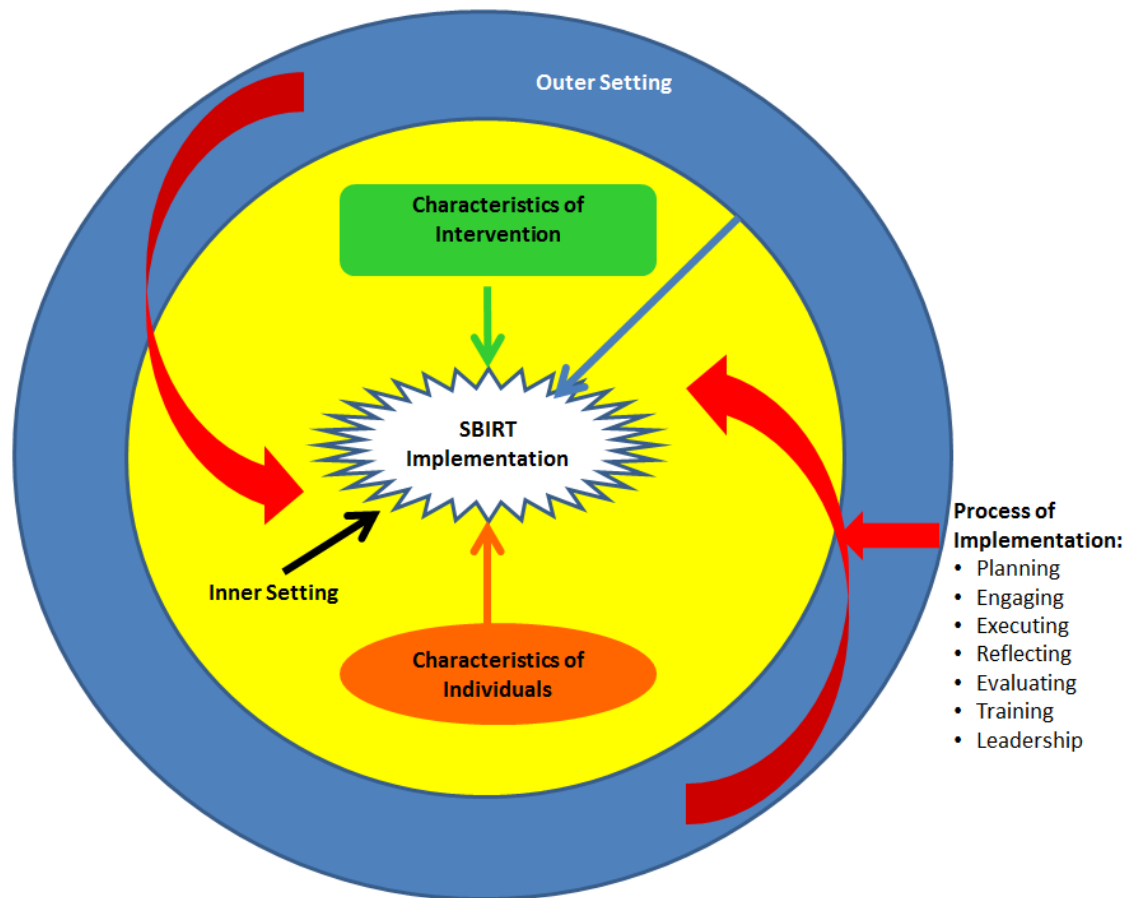 Outer Setting
Characteristics of
Intervention
SBIRT
Implementation
Inner Setting
Characteristics of
Individuals
Process of
Implementation:
• Planning
• Engaging
• Executing
• Reflecting
• Evaluating
• Training
• Leadership